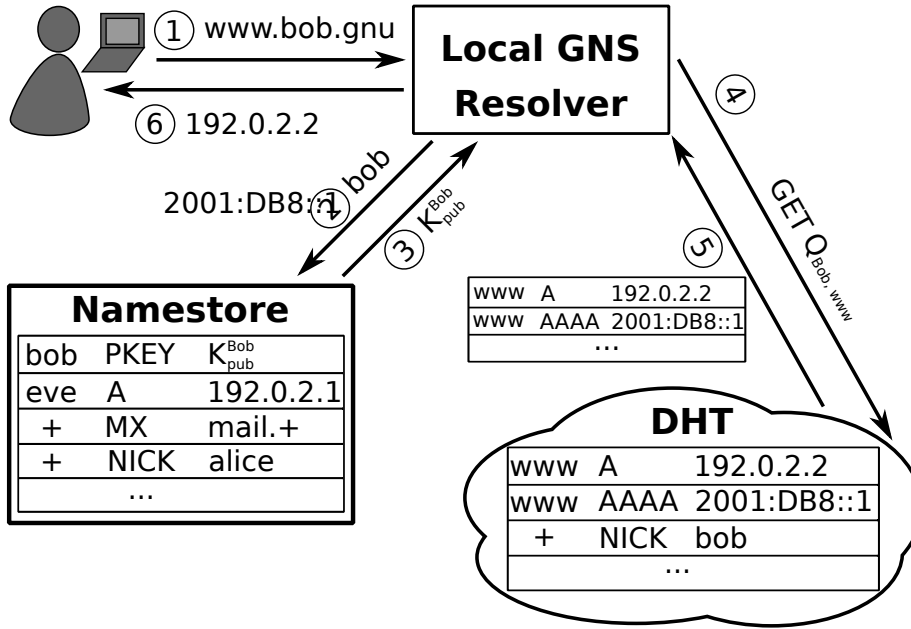 ① www.bob.gnu
Local GNS
Resolver
⑥ 192.0.2.2
2001:DB8::1
② bob
③ K_pub^Bob
④ GET Q_Bob, www
⑤
www A 192.0.2.2
www AAAA 2001:DB8::1
...
Namestore
bob PKEY K_pub^Bob
eve A 192.0.2.1
+ MX mail.+
+ NICK alice
...
DHT
www A 192.0.2.2
www AAAA 2001:DB8::1
+ NICK bob
...